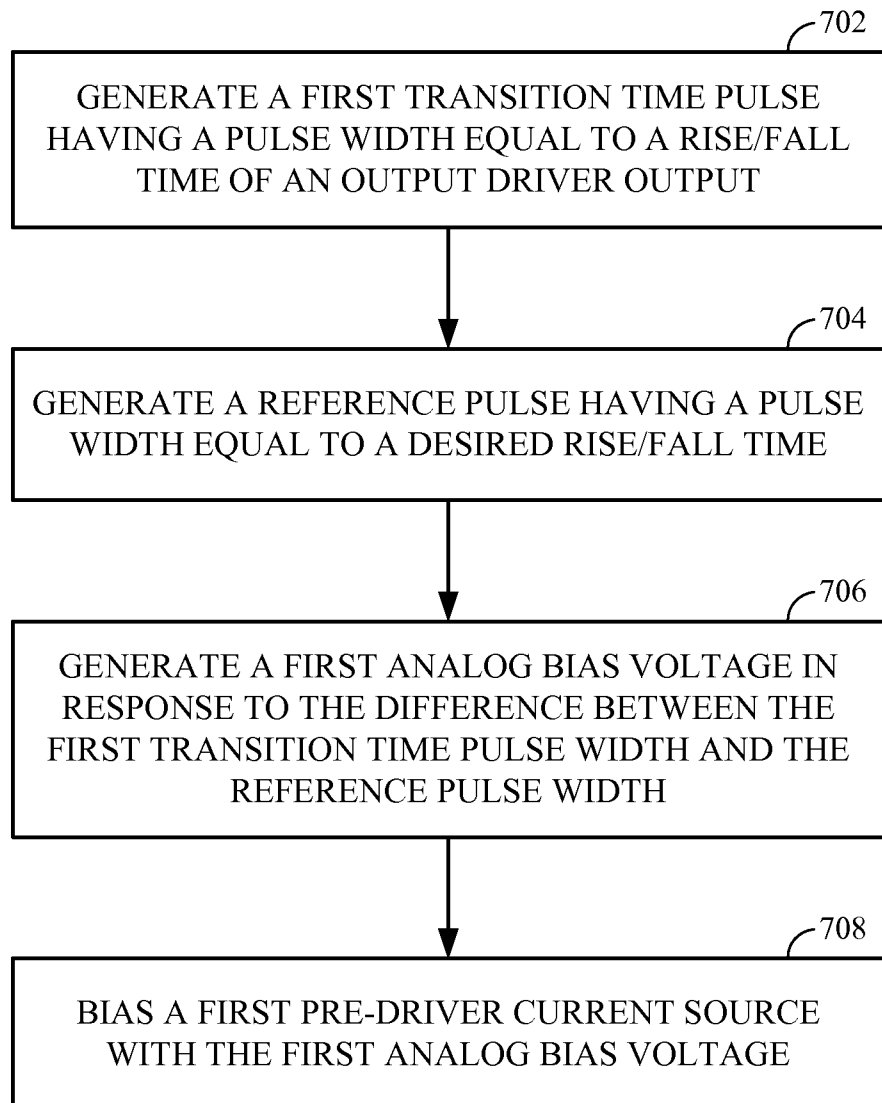 702
GENERATE A FIRST TRANSITION TIME PULSE
HAVING A PULSE WIDTH EQUAL TO A RISE/FALL
TIME OF AN OUTPUT DRIVER OUTPUT
704
GENERATE A REFERENCE PULSE HAVING A PULSE
WIDTH EQUAL TO A DESIRED RISE/FALL TIME
706
GENERATE A FIRST ANALOG BIAS VOLTAGE IN
RESPONSE TO THE DIFFERENCE BETWEEN THE
FIRST TRANSITION TIME PULSE WIDTH AND THE
REFERENCE PULSE WIDTH
708
BIAS A FIRST PRE-DRIVER CURRENT SOURCE
WITH THE FIRST ANALOG BIAS VOLTAGE